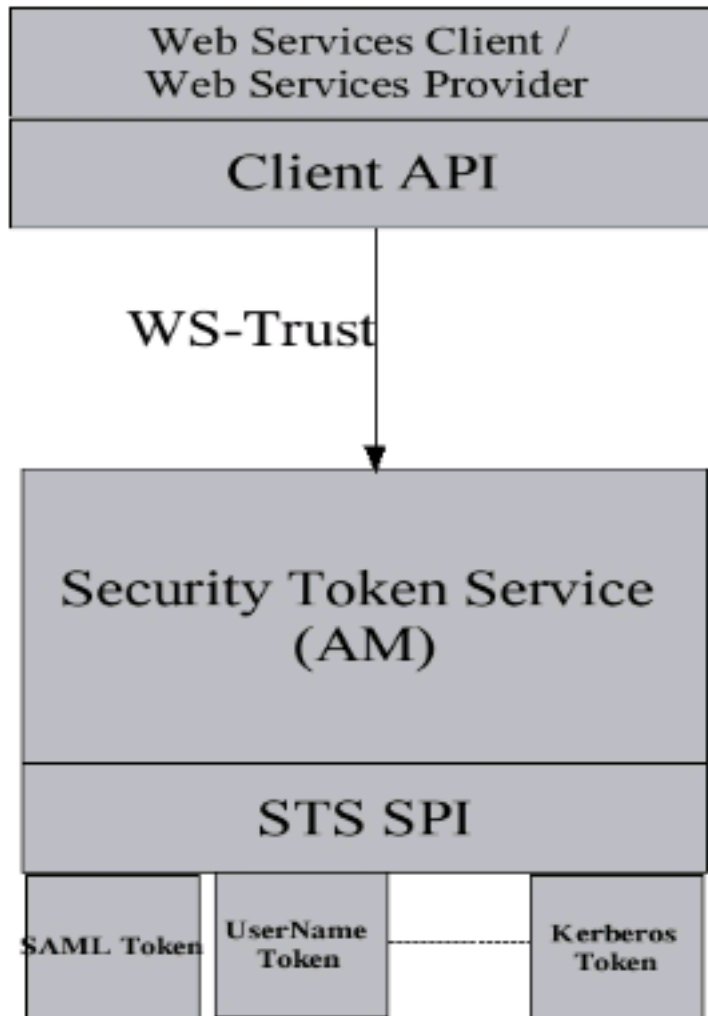 Web Services Client /
Web Services Provider
Client API
WS-Trust
Security Token Service
(AM)
STS SPI
SAML Token
UserName
Token
Kerberos
Token